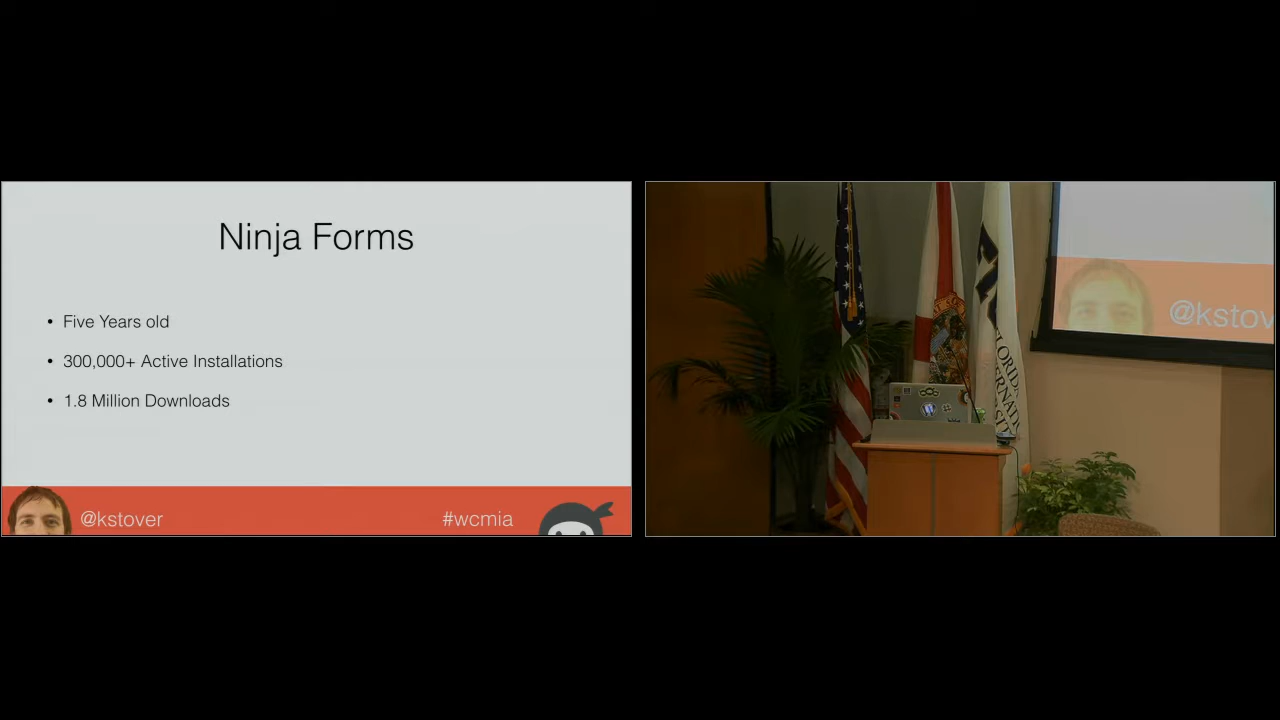 Ninja Forms
• Five Years old
• 300,000+ Active Installations
• 1.8 Million Downloads
@kstover
#wcmia
@kstov